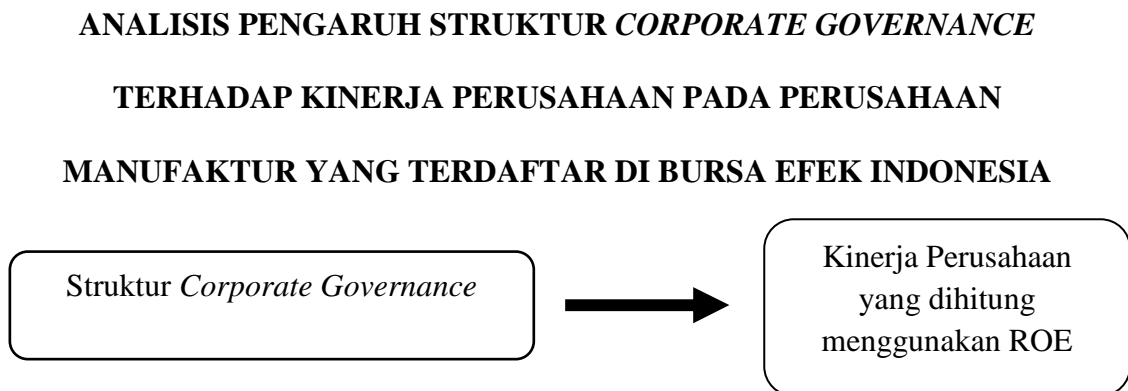 ANALISIS PENGARUH STRUKTUR CORPORATE GOVERNANCE
TERHADAP KINERJA PERUSAHAAN PADA PERUSAHAAN
MANUFAKTUR YANG TERDAFTAR DI BURSA EFEK INDONESIA
Struktur Corporate Governance
Kinerja Perusahaan
yang dihitung
menggunakan ROE